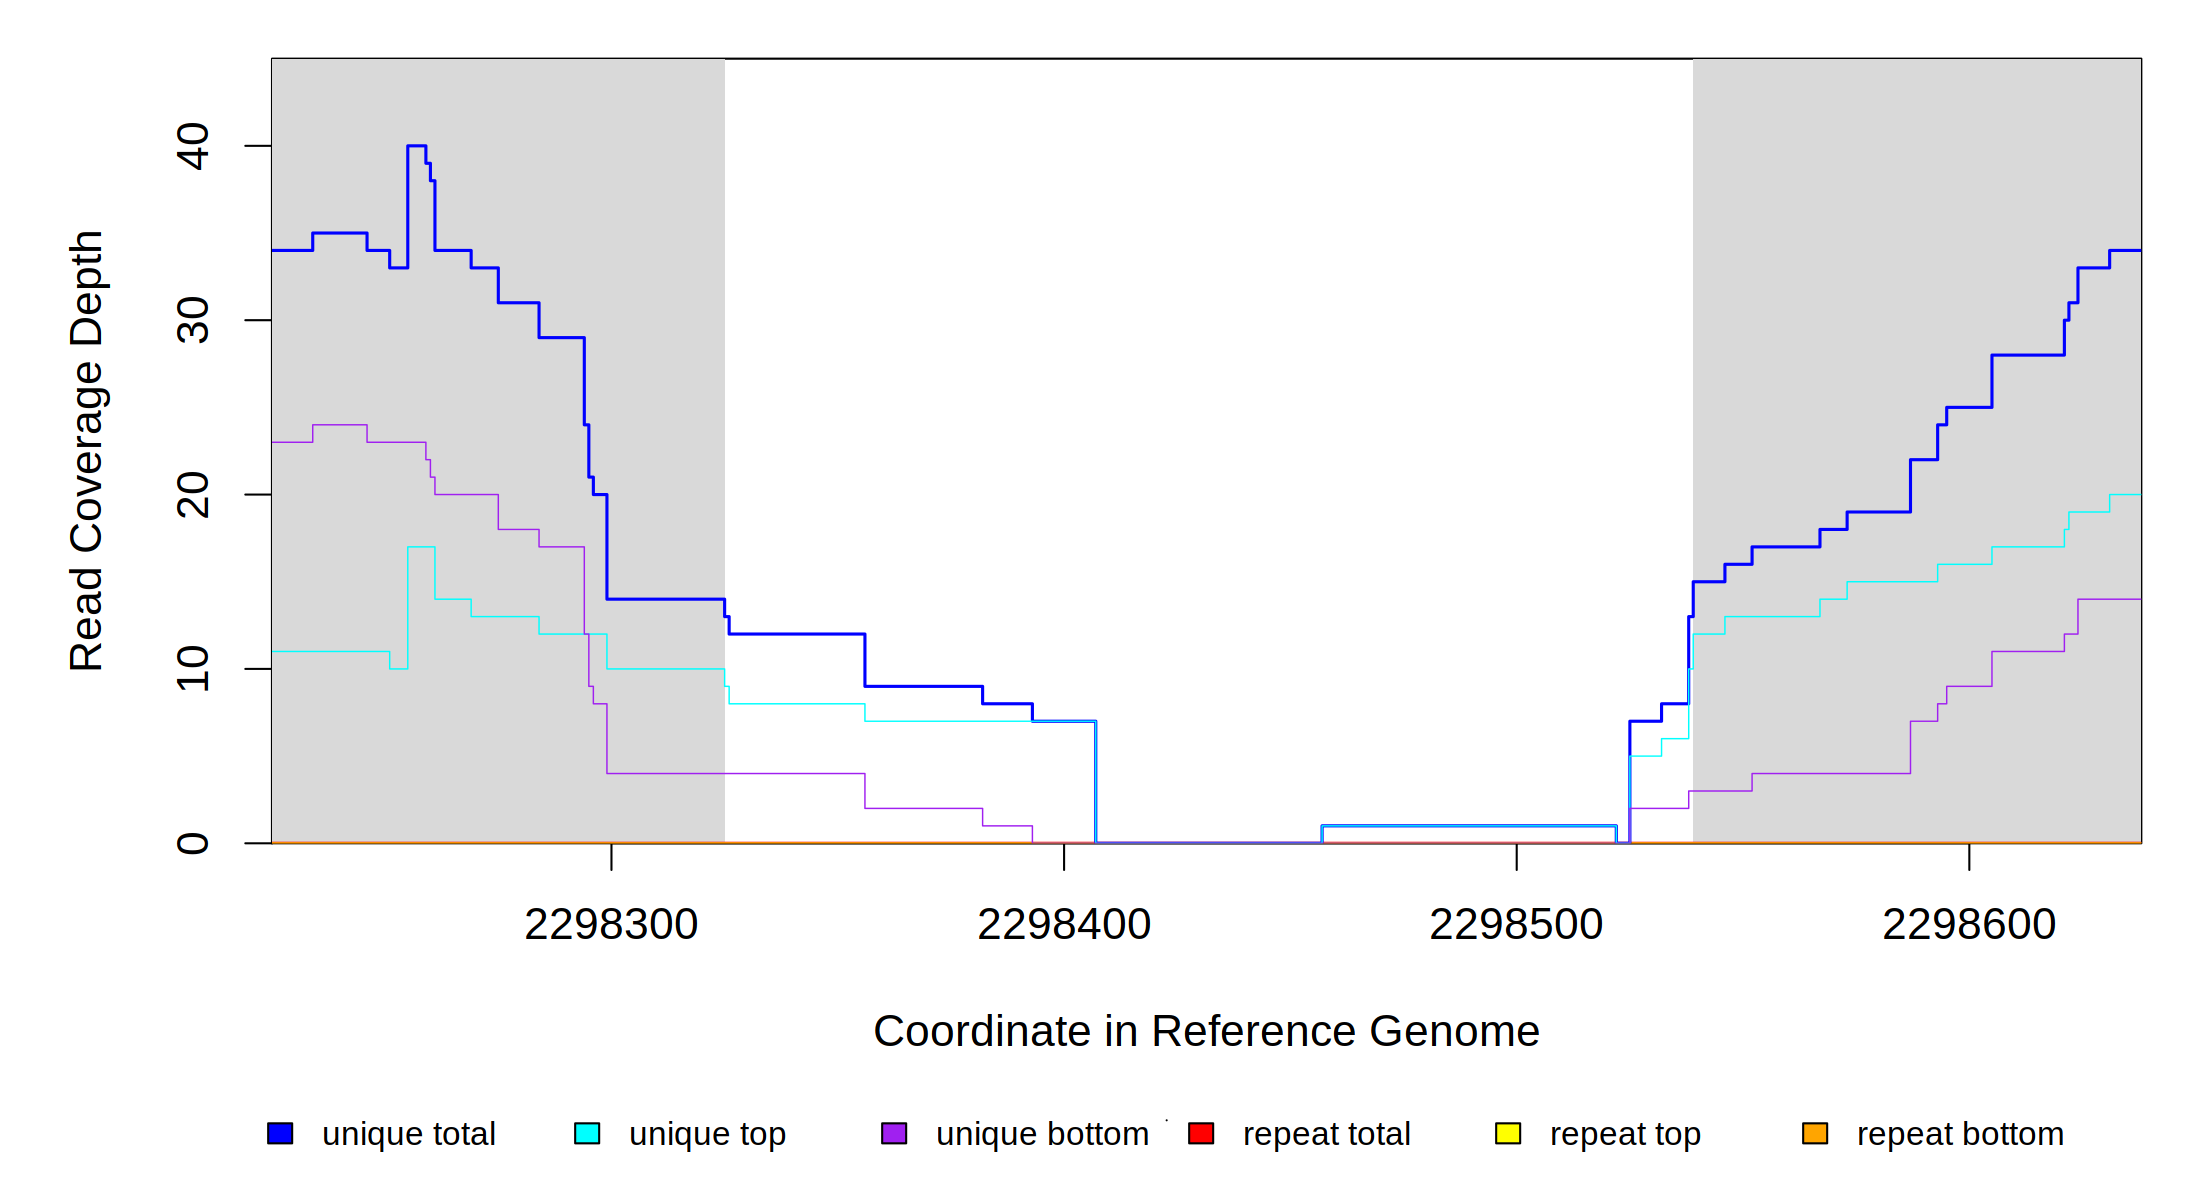 Read Coverage Depth
40
30
20
10
0
2298300 2298400 2298500 2298600
Coordinate in Reference Genome
unique total unique top unique bottom repeat total repeat top repeat bottom